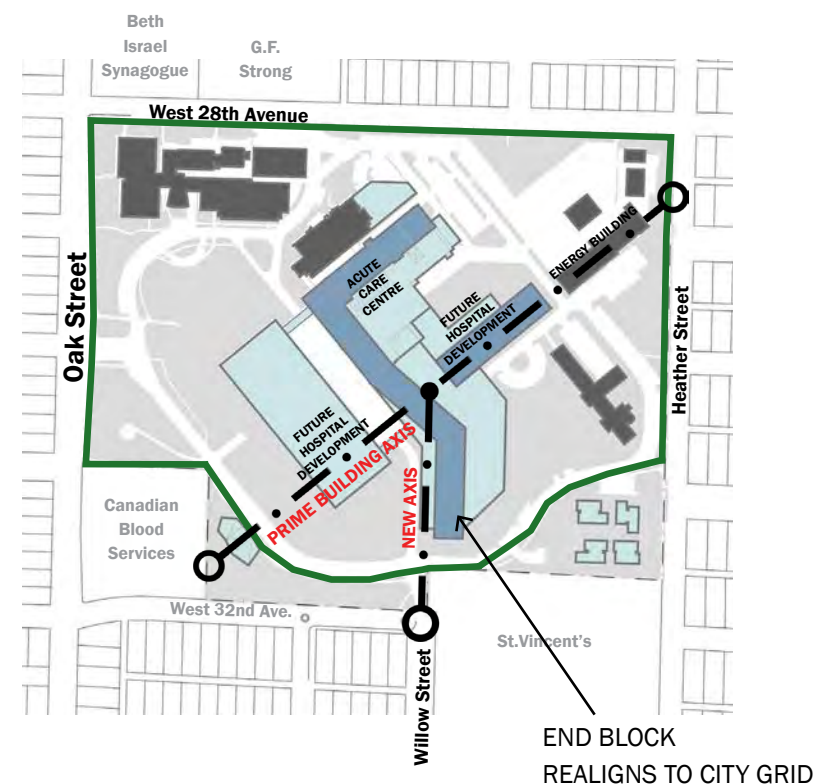 Beth
Israel
Synagogue
G.F.
Strong
West 28th Avenue
Oak Street
ENERGY BUILDING
ACUTE
CARE
CENTRE
FUTURE
HOSPITAL
DEVELOPMENT
Heather Street
FUTURE
HOSPITAL
DEVELOPMENT
PRIME BUILDING AXIS
NEW AXIS
Canadian
Blood
Services
West 32nd Ave.
St.Vincent's
Willow Street
END BLOCK
REALIGNS TO CITY GRID